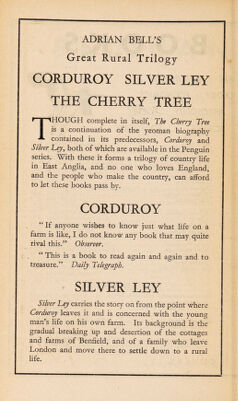 ADRIAN BELL'S
Great Rural Trilogy
CORDUROY SILVER LEY
THE CHERRY TREE
THOUGH complete in itself, The Cherry Tree
is a continuation of the yeoman biography
contained in its predecessors, Corduroy and
Silver Ley, both of which are available in the Penguin
series. With these it forms a trilogy of country life
in East Anglia, and no one who loves England,
and the people who make the country, can afford
to let these books pass by.
CORDUROY
"If anyone wishes to know just what life on a
farm is like, I do not know any book that may quite
rival this." Observer.
"This is a book to read again and again and to
treasure." Daily Telegraph.
SILVER LEY
Silver Ley carries the story on from the point where
Corduroy leaves it and is concerned with the young
man's life on his own farm. Its background is the
gradual breaking up and desertion of the cottages
and farms of Benfield, and of a family who leave
London and move there to settle down to a rural
life.